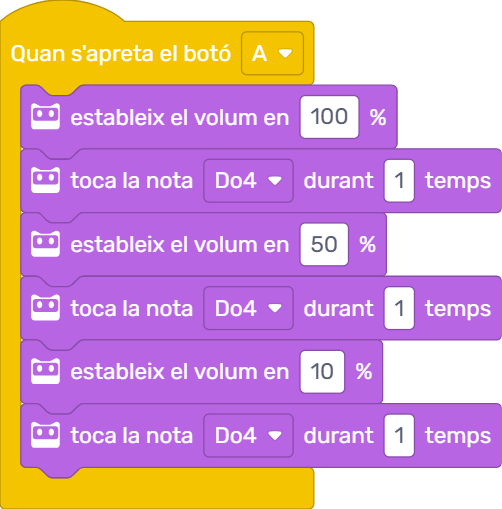 Quan s'apreta el botó A
estableix el volum en 100 %
toca la nota Do4 durant 1 temps
estableix el volum en 50 %
toca la nota Do4 durant 1 temps
estableix el volum en 10 %
toca la nota Do4 durant 1 temps